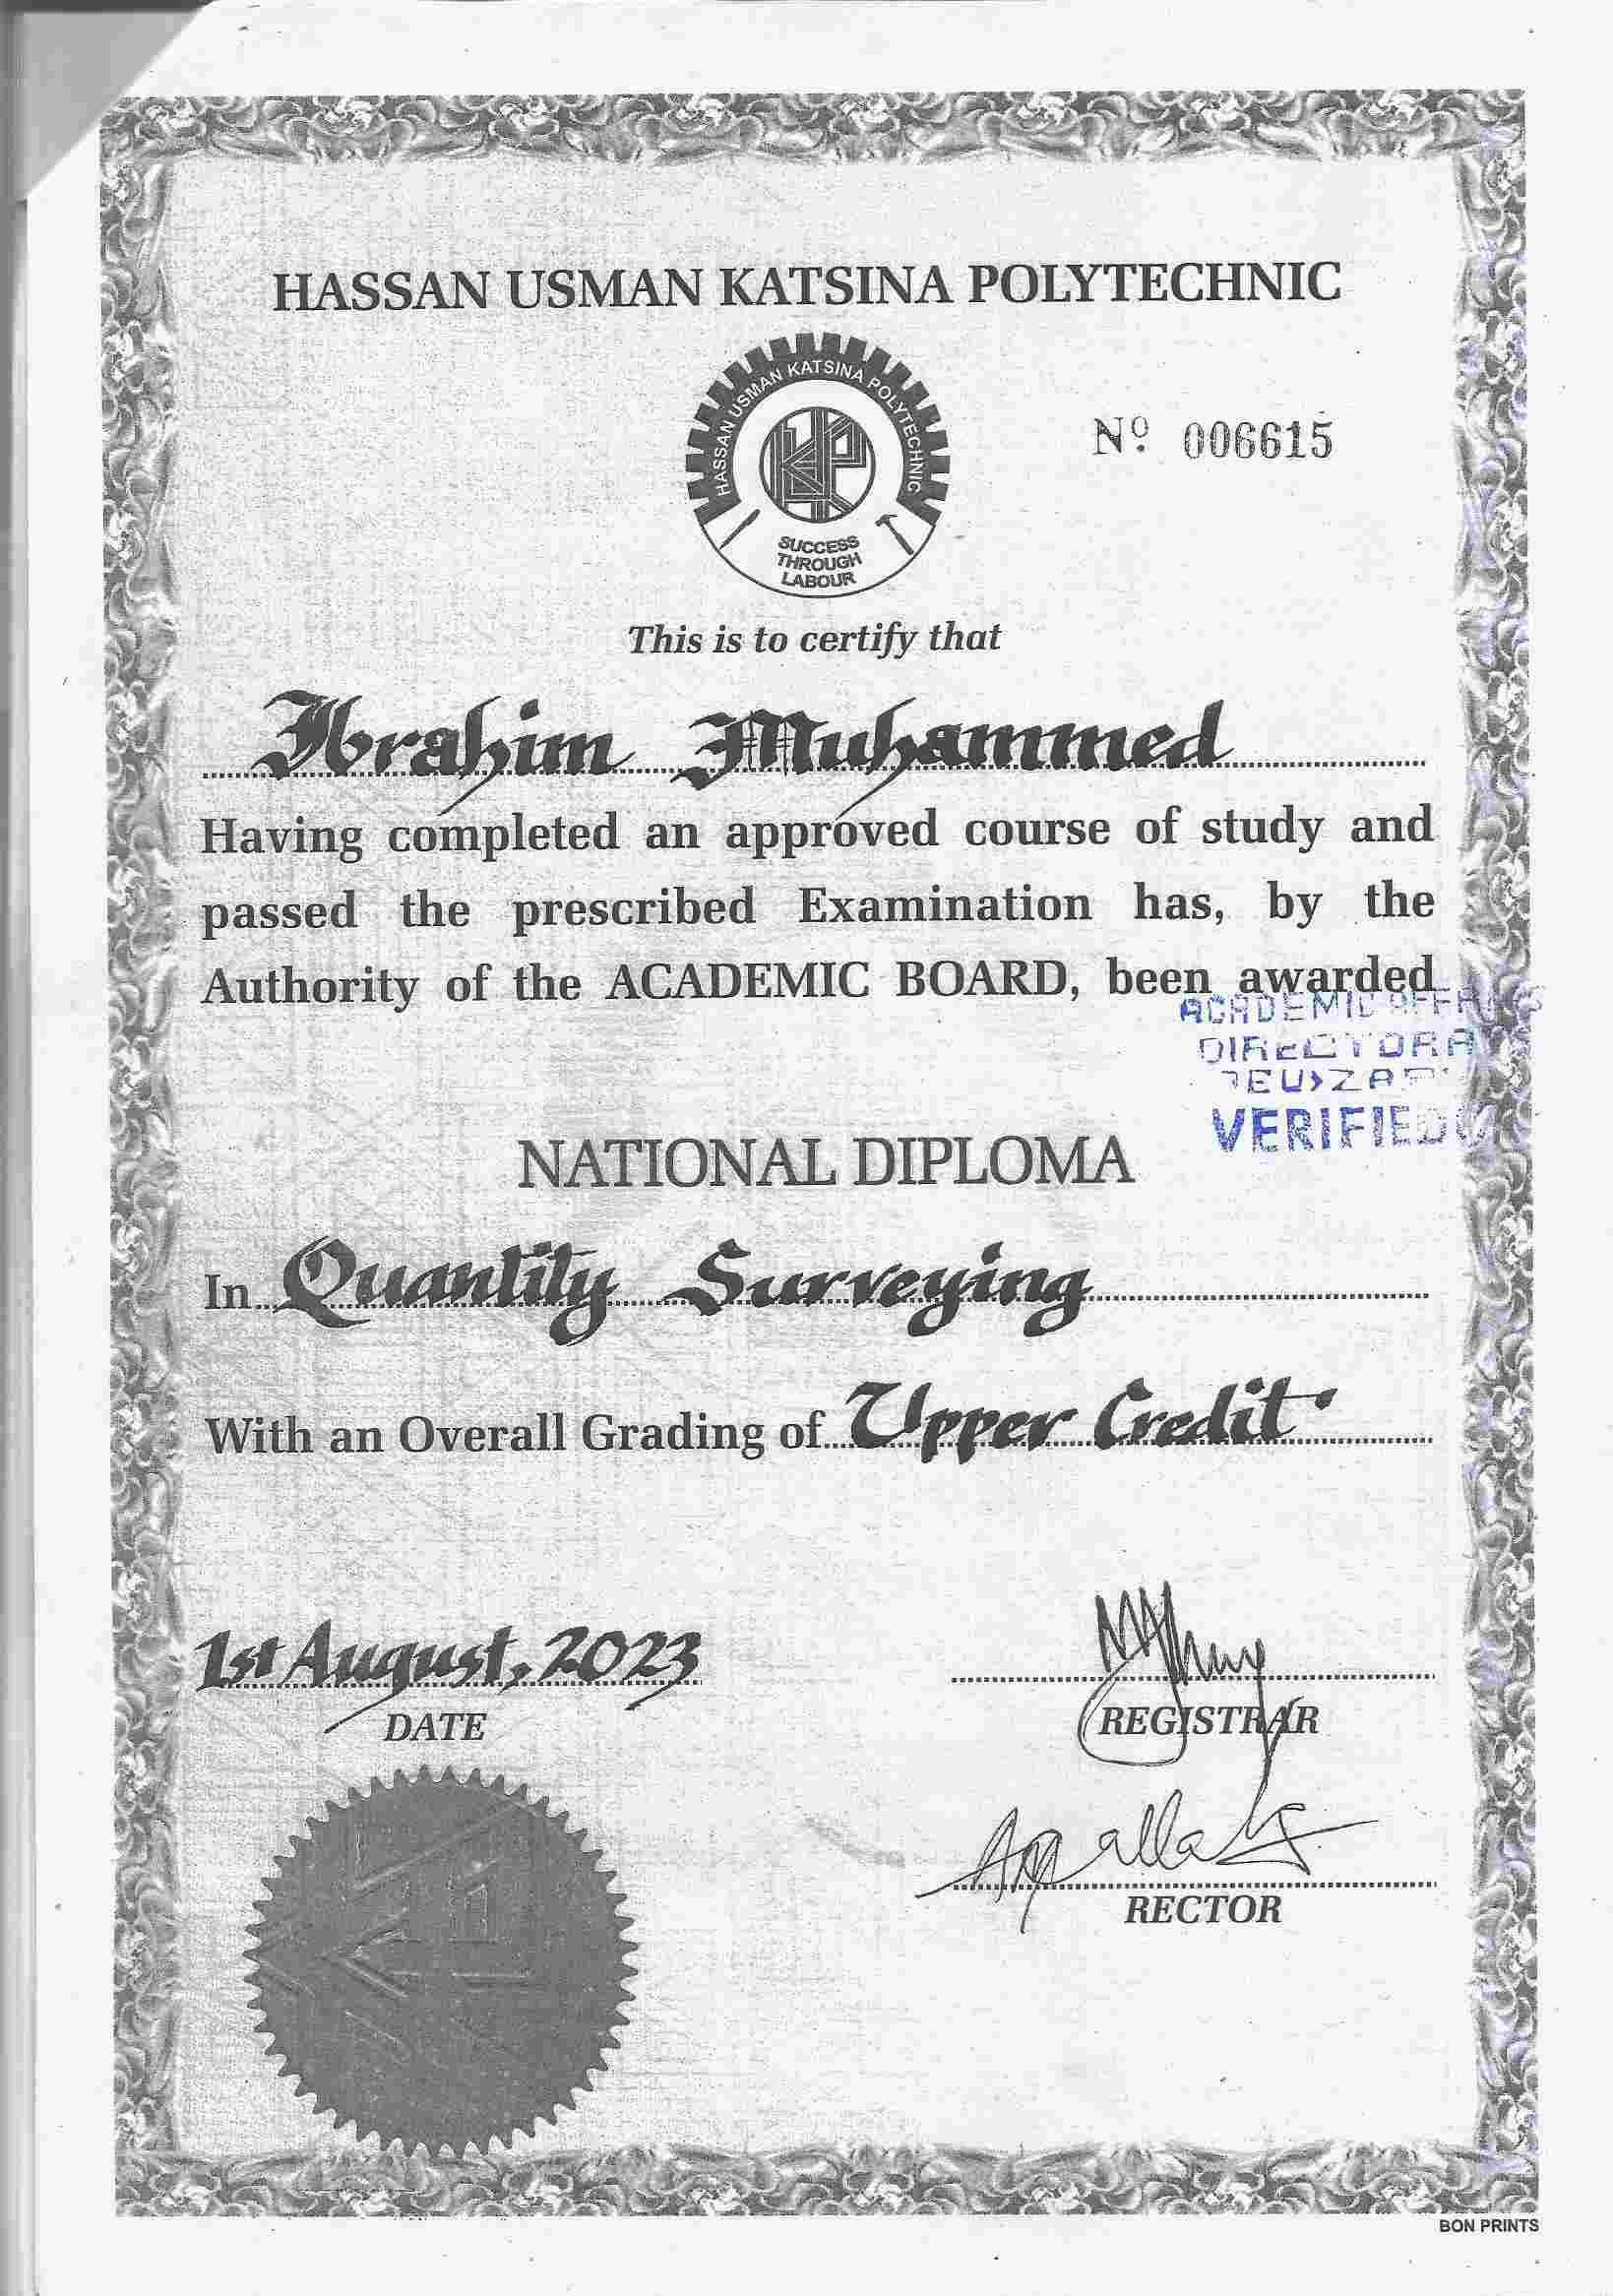 HASSAN USMAN KATSINA POLYTECHNIC
HASSAN USMAN KATSINA POLYTECHNIC
SUCCESS
THROUGH
LABOUR
Nº. 006615
This is to certify that
Ibrahim Muhammed
Having completed an approved course of study and
passed the prescribed Examination has, by the
Authority of the ACADEMIC BOARD, been awarded
ACADEMIC
VERIFIED
NATIONAL DIPLOMA
In Quantity Surveying
With an Overall Grading of Upper Credit
1st August, 2023
DATE
REGISTRAR
RECTOR
BON PRINTS